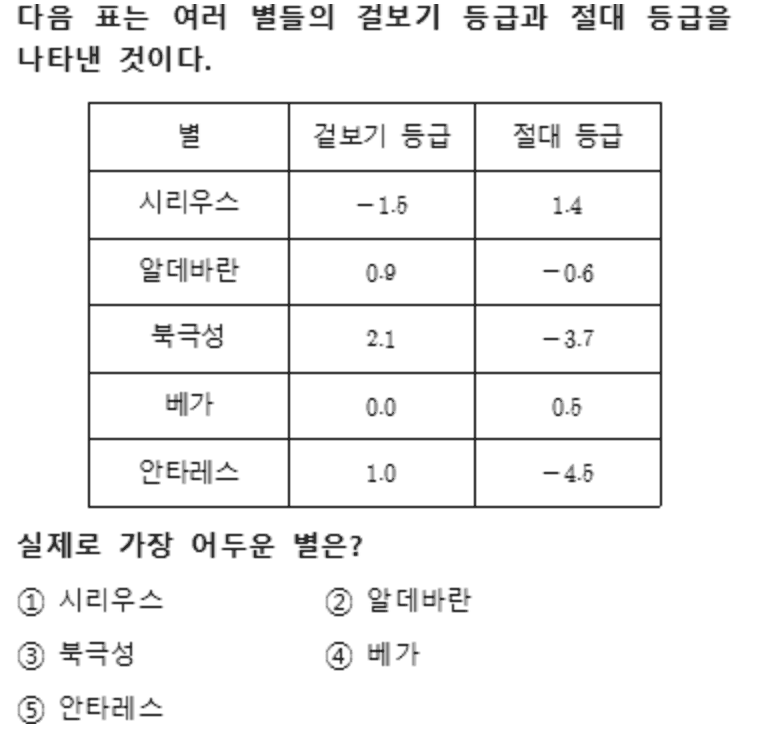 다음 표는 여러 별들의 겉보기 등급과 절대 등급을
나타낸 것이다.
별 겉보기 등급 절대 등급
시리우스 －1.5 1.4
알데바란 0.9 －0.6
북극성 2.1 －3.7
베가 0.0 0.5
안타레스 1.0 －4.5
실제로 가장 어두운 별은?
① 시리우스 ② 알데바란
③ 북극성 ④ 베가
⑤ 안타레스